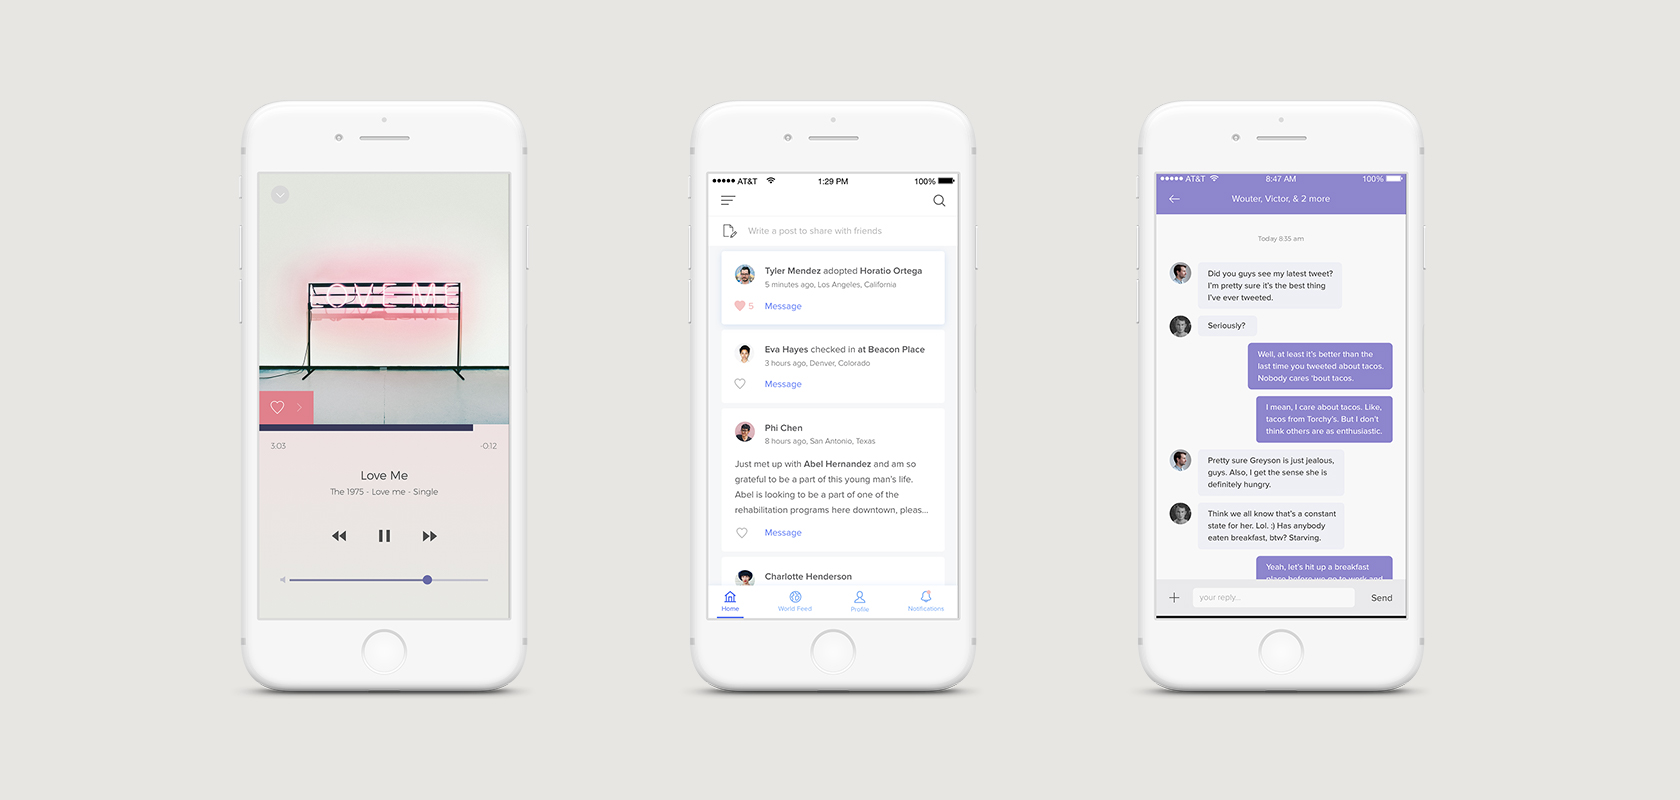 LOVE ME
3:03
-0:12
Love Me
The 1975 - Love me - Single
AT&T
1:29 PM
100%
Write a post to share with friends
Tyler Mendez adopted Horatio Ortega
5 minutes ago, Los Angeles, California
5
Message
Eva Hayes checked in at Beacon Place
3 hours ago, Denver, Colorado
Message
Phi Chen
8 hours ago, San Antonio, Texas
Just met up with Abel Hernandez and am so
grateful to be a part of this young man's life.
Abel is looking to be a part of one of the
rehabilitation programs here downtown, pleas...
Message
Charlotte Henderson
Home
World Feed
Profile
Notifications
AT&T
8:47 AM
100%
Wouter, Victor, & 2 more
Today 8:35 am
Did you guys see my latest tweet?
I'm pretty sure it's the best thing
I've ever tweeted.
Seriously?
Well, at least it's better than the
last time you tweeted about tacos.
Nobody cares 'bout tacos.
I mean, I care about tacos. Like,
tacos from Torchy's. But I don't
think others are as enthusiastic.
Pretty sure Greyson is just jealous,
guys. Also, I get the sense she is
definitely hungry.
Think we all know that's a constant
state for her. Lol. :) Has anybody
eaten breakfast, btw? Starving.
Yeah, let's hit up a breakfast
place before we go to work and
your reply...
Send